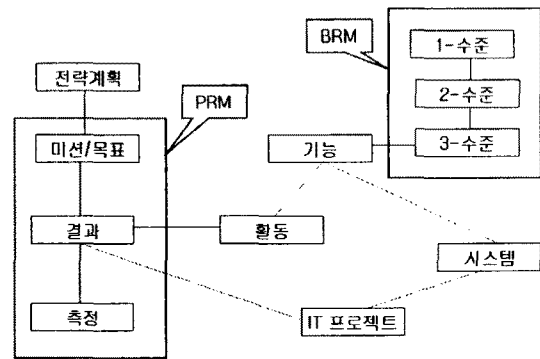 BRM
1-수준
2-수준
3-수준
전략계획
PRM
미션/목표
기능
결과
활동
시스템
측정
IT 프로젝트